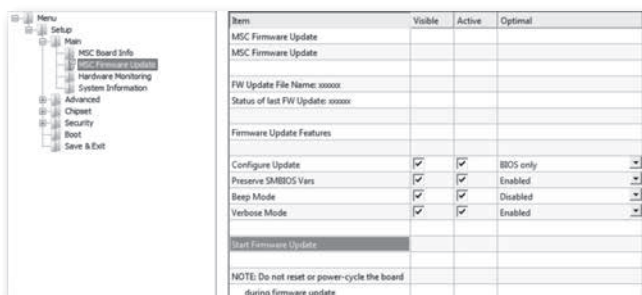 Menu
Setup
Main
MSC Board Info
MSC Firmware Update
Hardware Monitoring
System Information
Advanced
Chipset
Security
Boot
Save & Exit
Item Visible Active Optimal
MSC Firmware Update
MSC Firmware Update
FW Update File Name: xxxxxx
Status of last FW Update: xxxxxx
Firmware Update Features
Configure Update BIOS only
Preserve SMBIOS Vars Enabled
Beep Mode Disabled
Verbose Mode Enabled
Start Firmware Update
NOTE: Do not reset or power-cycle the board
during firmware update